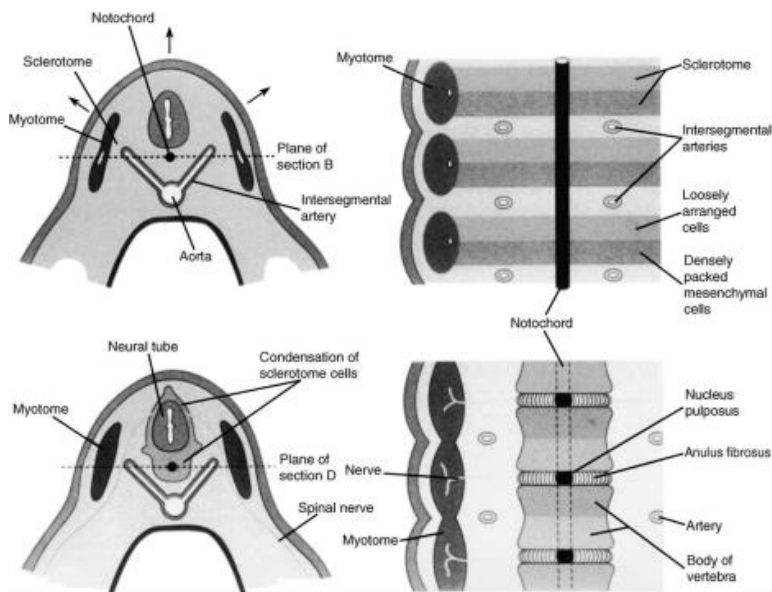 Notochord
Sclerotome
Myotome
Plane of
section B
Intersegmental
artery
Aorta
Myotome
Sclerotome
Intersegmental
arteries
Loosely
arranged
cells
Densely
packed
mesenchymal
cells
Notochord
Neural tube
Condensation of
sclerotome cells
Myotome
Plane of
section D
Spinal nerve
Nucleus
pulposus
Nerve
Anulus fibrosus
Myotome
Artery
Body of
vertebra